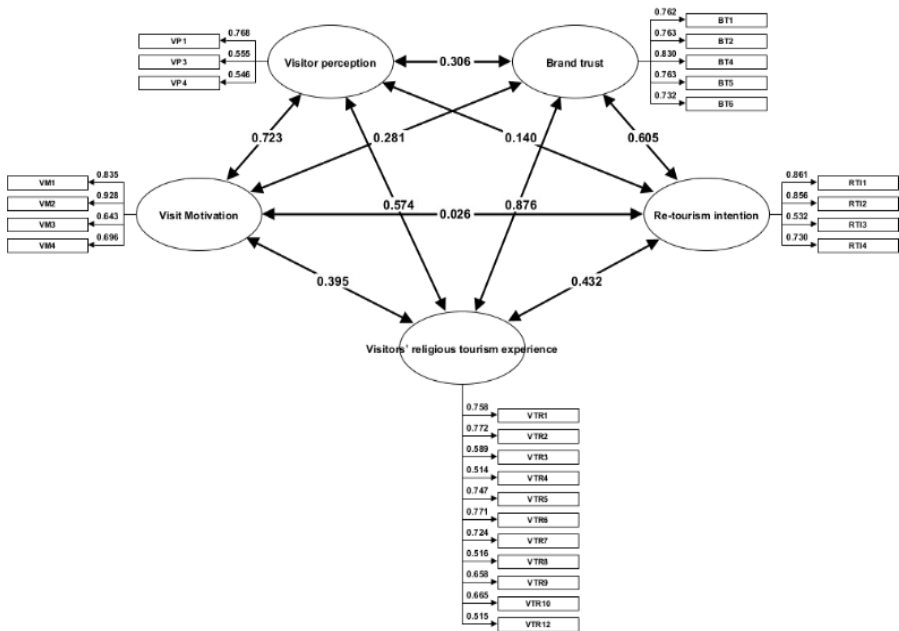 0.762
BT1
0.768
VP1
0.763
BT2
0.555
VP3
Visitor perception
0.306
Brand trust
0.830
BT4
0.546
VP4
0.763
BT5
0.732
BT6
0.723
0.281
0.140
0.605
0.835
VM1
0.861
RTI1
0.928
VM2
0.856
RTI2
Visit Motivation
0.574
0.026
0.876
Re-tourism intention
0.643
VM3
0.532
RTI3
0.696
VM4
0.730
RTI4
0.395
0.432
Visitors' religious tourism experience
0.758
VTR1
0.772
VTR2
0.589
VTR3
0.514
VTR4
0.747
VTR5
0.771
VTR6
0.724
VTR7
0.516
VTR8
0.658
VTR9
0.665
VTR10
0.515
VTR12